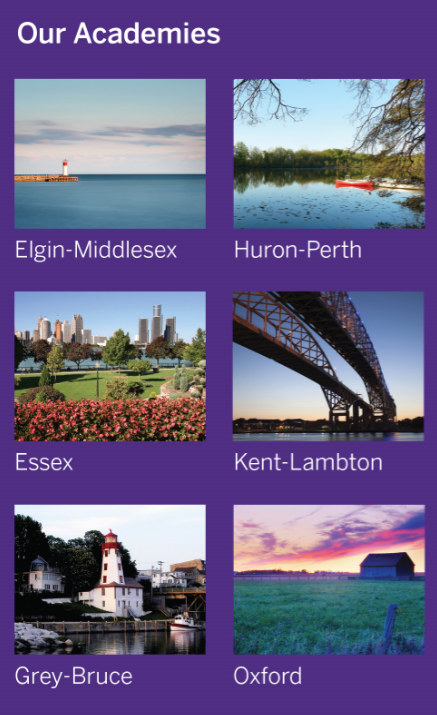 Our Academies
Elgin-Middlesex
Huron-Perth
Essex
Kent-Lambton
Grey-Bruce
Oxford